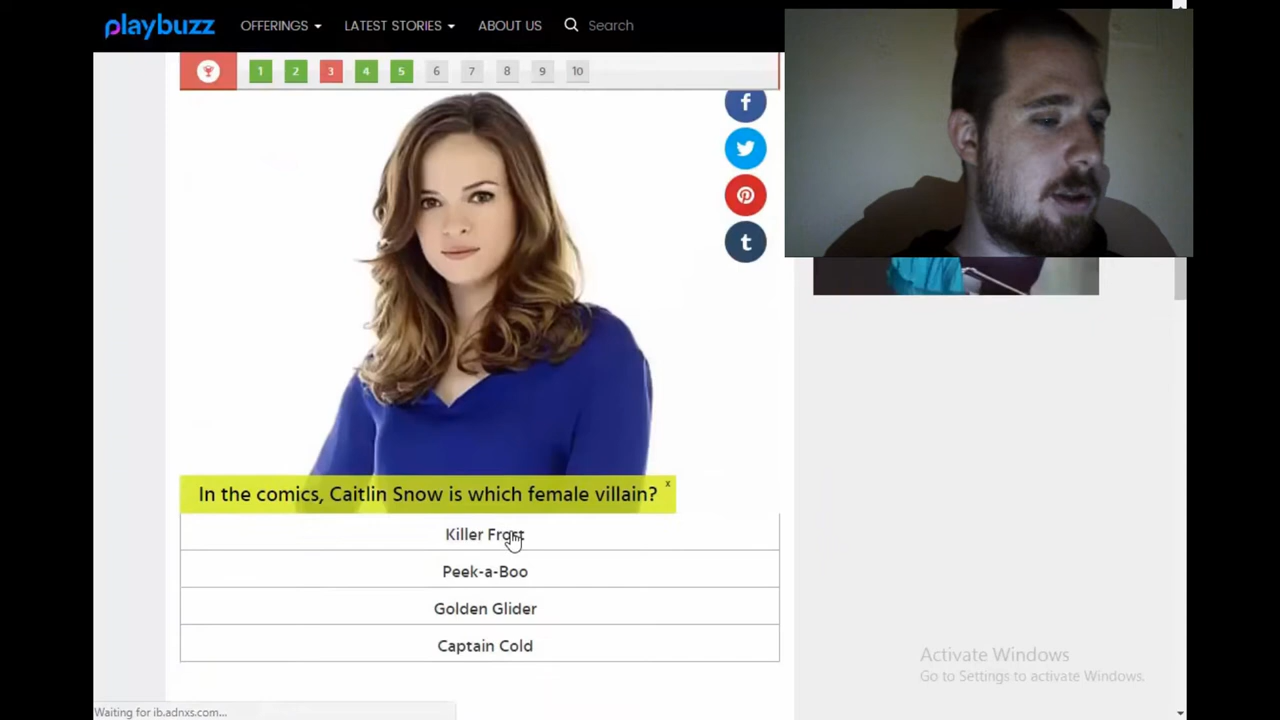 playbuzz OFFERINGS LATEST STORIES ABOUT US Search
1 2 3 4 5 6 7 8 9 10
In the comics, Caitlin Snow is which female villain? x
Killer Frost
Peek-a-Boo
Golden Glider
Captain Cold
Activate Windows
Go to Settings to activate Windows.
Waiting for ib.adnxs.com...